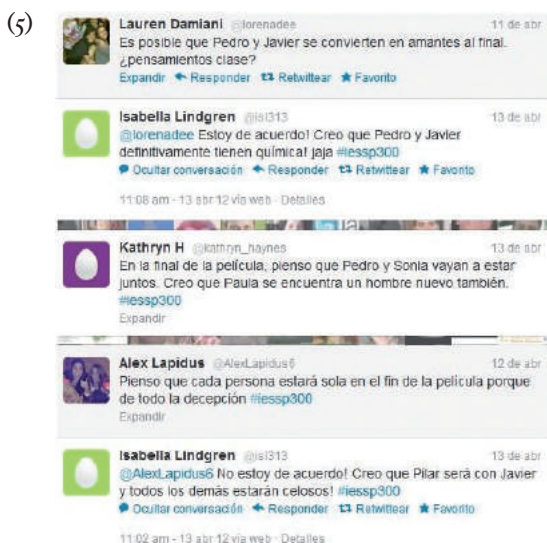 (5)
Lauren Damiani @lorenadee 11 de abr
Es posible que Pedro y Javier se convierten en amantes al final.
¿pensamientos clase?
Expandir Responder Retwittear Favorito
Isabella Lindgren @isl313 13 de abr
@lorenadee Estoy de acuerdo! Creo que Pedro y Javier
definitivamente tienen química! jaja #iessp300
Ocultar conversación Responder Retwittear Favorito
11:08 am - 13 abr 12 vía web · Detalles
Kathryn H @kathryn_haynes 13 de abr
En la final de la película, pienso que Pedro y Sonia vayan a estar
juntos. Creo que Paula se encuentra un hombre nuevo también.
#iessp300
Expandir
Alex Lapidus @AlexLapidus6 12 de abr
Pienso que cada persona estará sola en el fin de la película porque
de todo la decepción #iessp300
Expandir
Isabella Lindgren @isl313 13 de abr
@AlexLapidus6 No estoy de acuerdo! Creo que Pilar será con Javier
y todos los demás estarán celosos! #iessp300
Ocultar conversación Responder Retwittear Favorito
11:02 am - 13 abr 12 vía web · Detalles